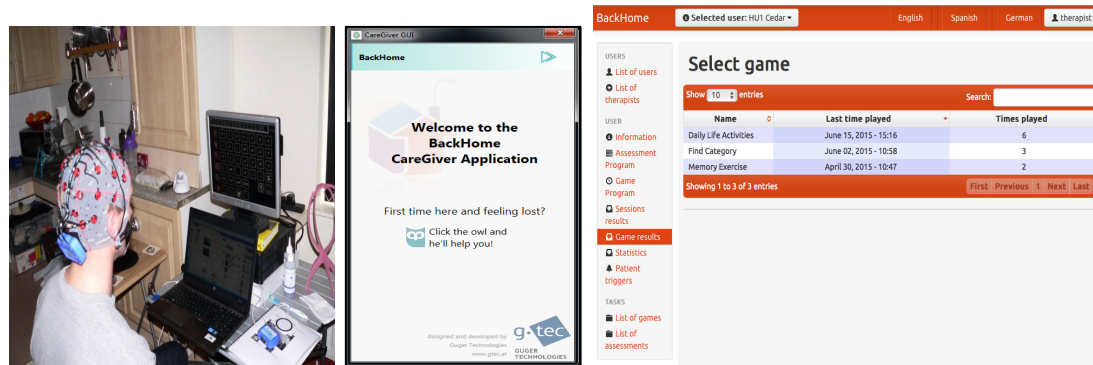 CareGiver GUI
BackHome
Welcome to the
BackHome
CareGiver Application
First time here and feeling lost?
Click the owl and
he'll help you!
designed and developed by
Guger Technologies
www.gtec.at
g.tec
GUGER
TECHNOLOGIES
BackHome
Selected user: HU1 Cedar
English
Spanish
German
therapist
USERS
List of users
List of
therapists
USER
Information
Assessment
Program
Game
Program
Sessions
results
Game results
Statistics
Patient
triggers
TASKS
List of games
List of
assessments
Select game
Show 10 entries
Search:
Name Last time played Times played
Daily Life Activities June 15, 2015 - 15:16 6
Find Category June 02, 2015 - 10:58 3
Memory Exercise April 30, 2015 - 10:47 2
Showing 1 to 3 of 3 entries
First Previous 1 Next Last